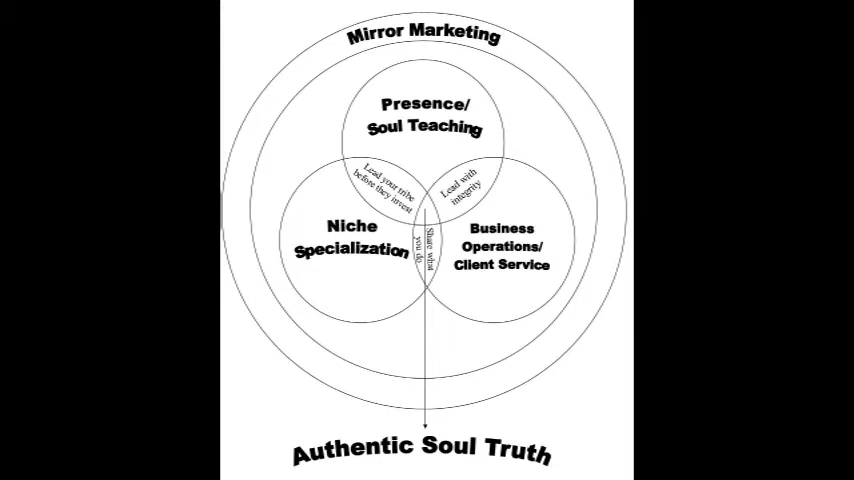 Mirror Marketing
Presence/
Soul Teaching
Lead your tribe
before they invest
Lead with
integrity
Niche
Specialization
Share what
you do
Business
Operations/
Client Service
Authentic Soul Truth